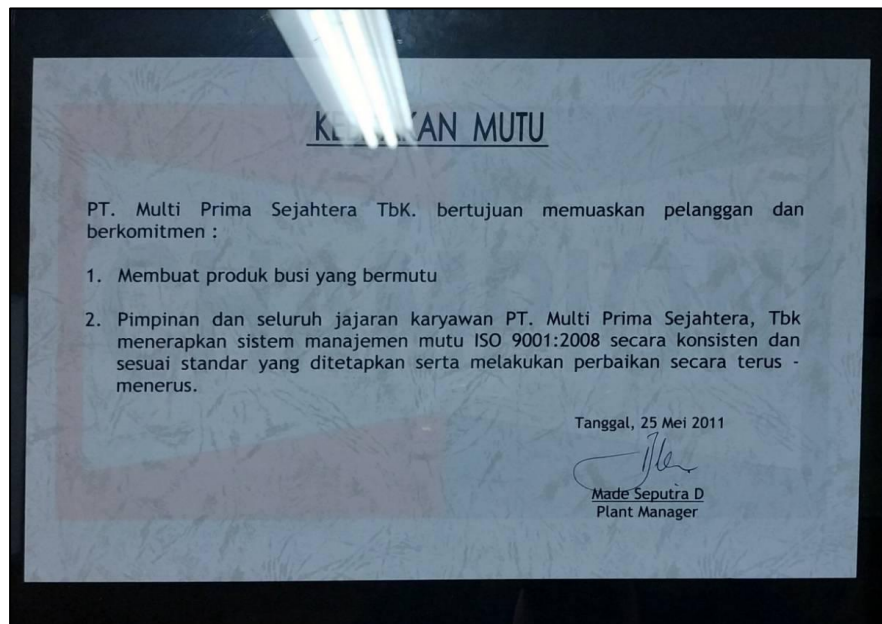 MUTU
PT. Multi Prima Sejahtera TbK. bertujuan memuaskan pelanggan dan
berkomitmen :
1. Membuat produk busi yang bermutu
2. Pimpinan dan seluruh jajaran karyawan PT. Multi Prima Sejahtera, Tbk
menerapkan sistem manajemen mutu ISO 9001:2008 secara konsisten dan
sesuai standar yang ditetapkan serta melakukan perbaikan secara terus -
menerus.
Tanggal, 25 Mei 2011
Made Seputra D
Plant Manager